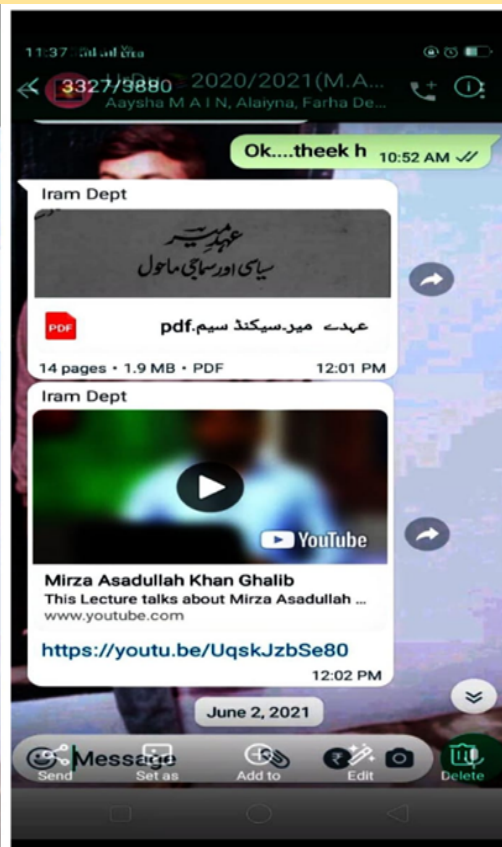 11:37
3327/3880
2020/2021(M.A...
Aaysha M A I N, Alaiyna, Farha De...
Ok....theek h 10:52 AM
Iram Dept
عہدِ میر
سیاسی اور سماجی ماحول
PDF
عہدے میر.سیکنڈ سیم.pdf
14 pages • 1.9 MB • PDF 12:01 PM
Iram Dept
YouTube
Mirza Asadullah Khan Ghalib
This Lecture talks about Mirza Asadullah ...
www.youtube.com
https://youtu.be/UqskJzbSe80
12:02 PM
June 2, 2021
Message
Send Set as Add to Edit Delete